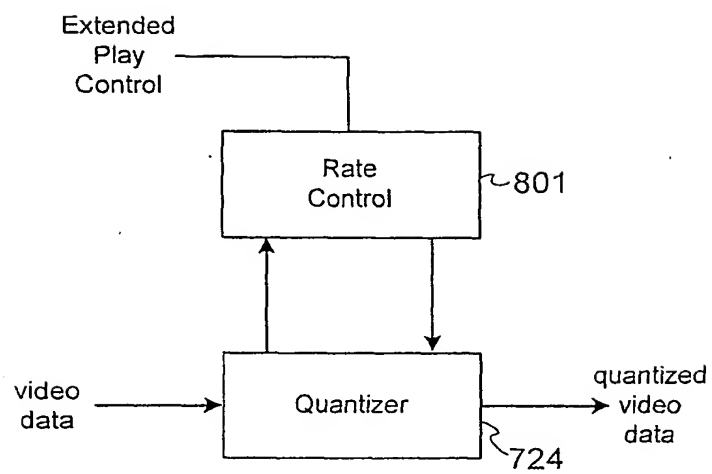 Extended
Play
Control
Rate
Control
801
video
data
Quantizer
quantized
video
data
724